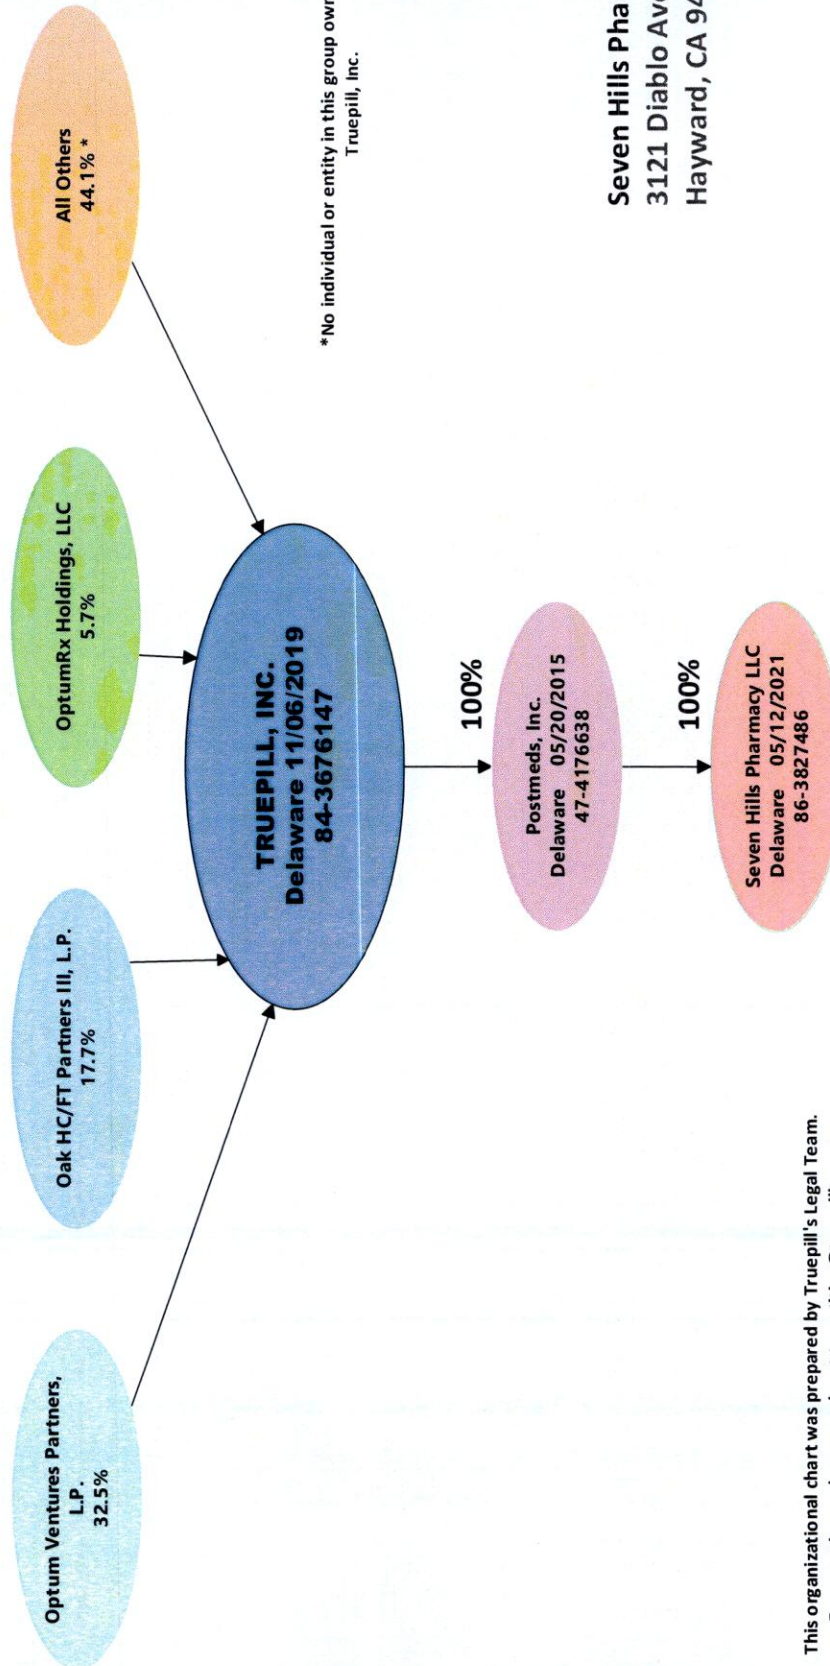 Optum Ventures Partners,
L.P.
32.5%
Oak HC/FT Partners III, L.P.
17.7%
OptumRx Holdings, LLC
5.7%
All Others
44.1% *
TRUEPILL, INC.
Delaware 11/06/2019
84-3676147
*No individual or entity in this group own
Truepill, Inc.
100%
Postmeds, Inc.
Delaware 05/20/2015
47-4176638
100%
Seven Hills Pharmacy LLC
Delaware 05/12/2021
86-3827486
Seven Hills Pha
3121 Diablo Ave
Hayward, CA 94
This organizational chart was prepared by Truepill's Legal Team.